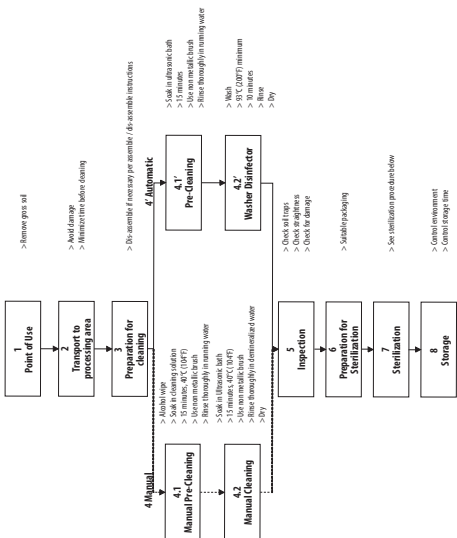 1
Point of Use
> Remove gross soil
2
Transport to
processing area
> Avoid damage
> Minimize time before cleaning
3
Preparation for
cleaning
> Dis-assemble if necessary per assemble / dis-assemble instructions
4 Manual
4.1
Manual Pre-Cleaning
> Alcohol wipe
> Soak in cleaning solution
> 15 minutes, 40°C (104°F)
> Use non metallic brush
> Rinse thoroughly in running water
4.2
Manual Cleaning
> Soak in Ultrasonic bath
> 15 minutes, 40°C (104°F)
> Use non metallic brush
> Rinse thoroughly in demineralized water
> Dry
4' Automatic
4.1'
Pre-Cleaning
> Soak in ultrasonic bath
> 15 minutes
> Use non metallic brush
> Rinse thoroughly in running water
4.2'
Washer Disinfector
> Wash
> 93°C (200°F) minimum
> 10 minutes
> Rinse
> Dry
5
Inspection
> Check soil traps
> Check straightness
> Check for damage
6
Preparation for
Sterilization
> Suitable packaging
7
Sterilization
> See sterilization procedure below
8
Storage
> Control environment
> Control storage time